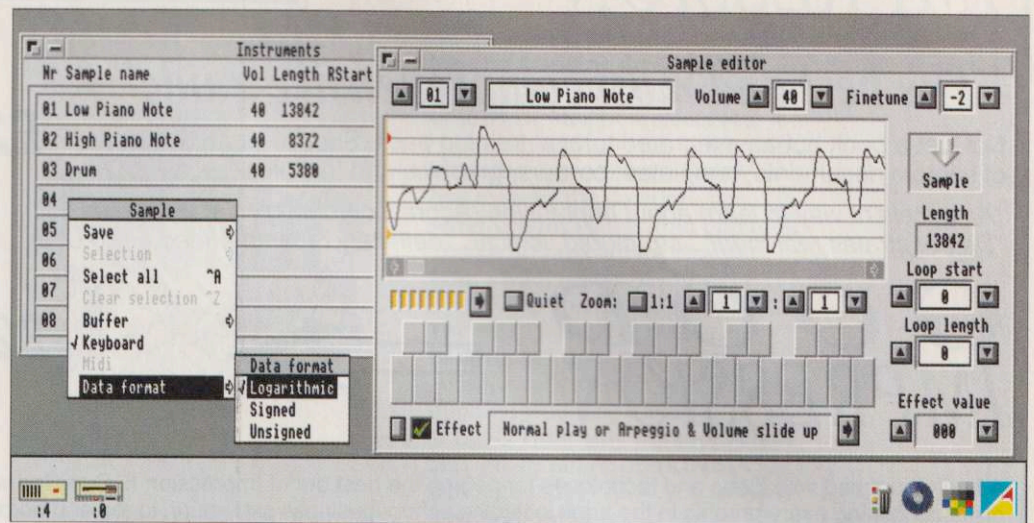 Instruments
Nr Sample name Vol Length RStart
01 Low Piano Note 40 13842
02 High Piano Note 40 8372
03 Drum 40 5380
04
05
06
07
08
Sample
Save
Selection
Select all ^A
Clear selection ^Z
Buffer
√ Keyboard
Midi
Data format
Data format
√ Logarithmic
Signed
Unsigned
Sample editor
01 Low Piano Note Volume 40 Finetune -2
Sample
Length
13842
Loop start
0
Loop length
0
Quiet Zoom: 1:1 1 : 1
Effect Normal play or Arpeggio & Volume slide up
Effect value
000
:4 :0